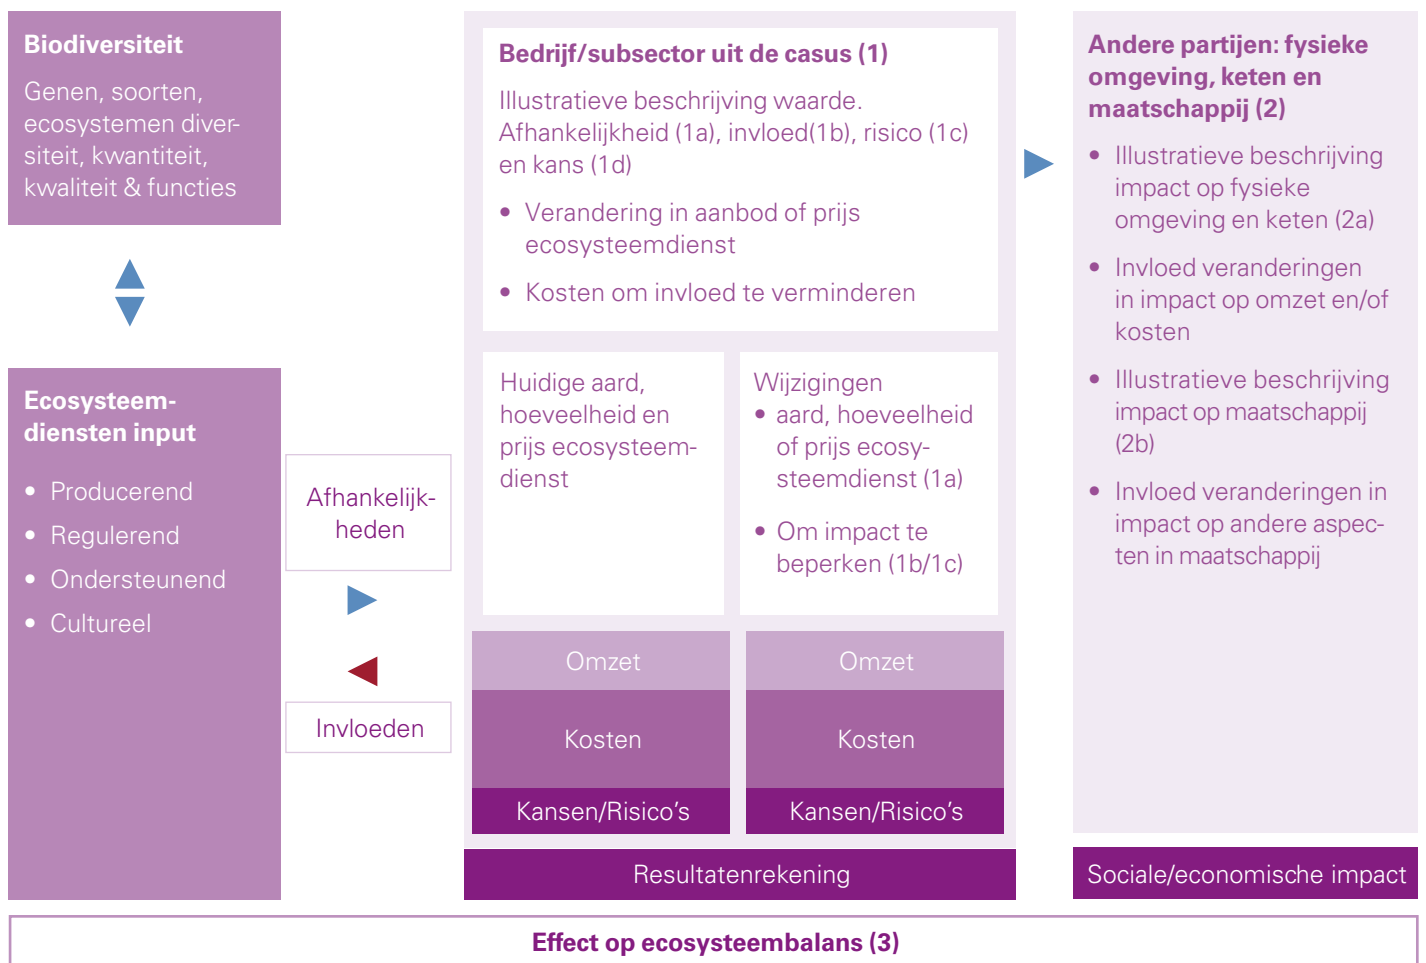 Biodiversiteit
Genen, soorten,
ecosystemen diver-
siteit, kwantiteit,
kwaliteit & functies
Ecosysteem-
diensten input
• Producerend
• Regulerend
• Ondersteunend
• Cultureel
Afhankelijk-
heden
Invloeden
Bedrijf/subsector uit de casus (1)
Illustratieve beschrijving waarde.
Afhankelijkheid (1a), invloed(1b), risico (1c)
en kans (1d)
• Verandering in aanbod of prijs
ecosysteemdienst
• Kosten om invloed te verminderen
Huidige aard,
hoeveelheid en
prijs ecosysteem-
dienst
Wijzigingen
• aard, hoeveelheid
of prijs ecosy-
steemdienst (1a)
• Om impact te
beperken (1b/1c)
Omzet
Kosten
Kansen/Risico's
Omzet
Kosten
Kansen/Risico's
Resultatenrekening
Andere partijen: fysieke
omgeving, keten en
maatschappij (2)
• Illustratieve beschrijving
impact op fysieke
omgeving en keten (2a)
• Invloed veranderingen
in impact op omzet en/of
kosten
• Illustratieve beschrijving
impact op maatschappij
(2b)
• Invloed veranderingen in
impact op andere aspec-
ten in maatschappij
Sociale/economische impact
Effect op ecosysteembalans (3)